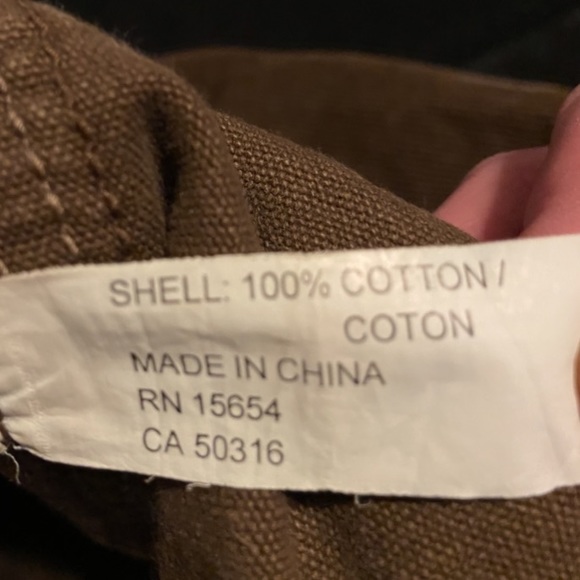 SHELL: 100% COTTON /
COTON
MADE IN CHINA
RN 15654
CA 50316